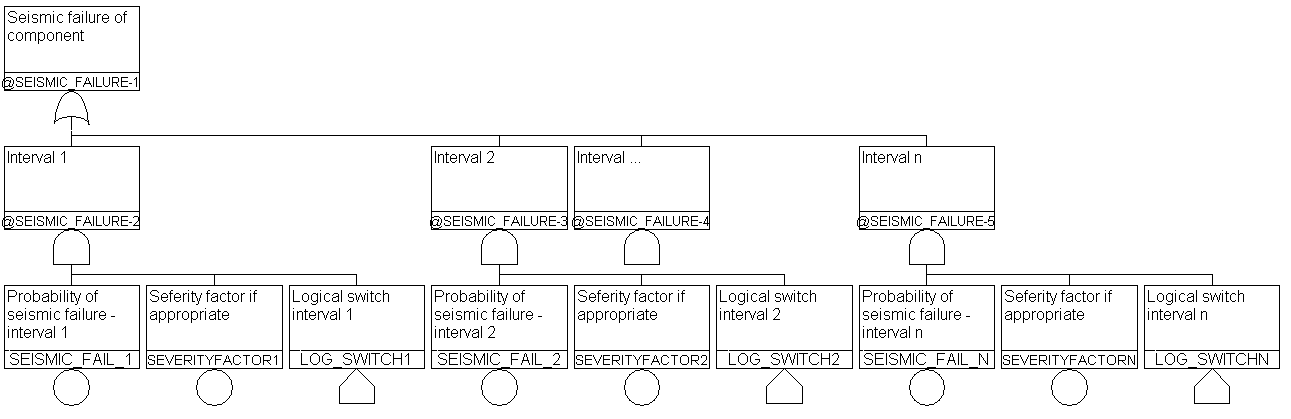 Seismic failure of
component
@SEISMIC_FAILURE-1
Interval 1
@SEISMIC_FAILURE-2
Interval 2
@SEISMIC_FAILURE-3
Interval ...
@SEISMIC_FAILURE-4
Interval n
@SEISMIC_FAILURE-5
Probability of
seismic failure -
interval 1
SEISMIC_FAIL_1
Seferity factor if
appropriate
SEVERITYFACTOR1
Logical switch
interval 1
LOG_SWITCH1
Probability of
seismic failure -
interval 2
SEISMIC_FAIL_2
Seferity factor if
appropriate
SEVERITYFACTOR2
Logical switch
interval 2
LOG_SWITCH2
Probability of
seismic failure -
interval n
SEISMIC_FAIL_N
Seferity factor if
appropriate
SEVERITYFACTORN
Logical switch
interval n
LOG_SWITCHN